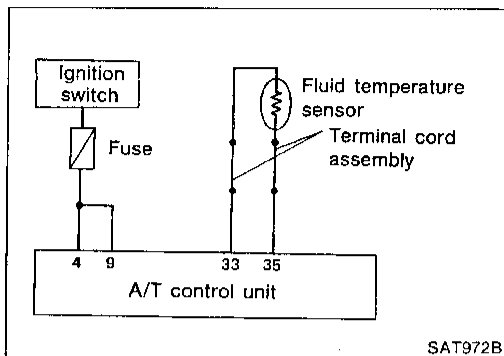 Ignition
switch
Fuse
Fluid temperature
sensor
Terminal cord
assembly
4 9 33 35
A/T control unit
SAT972B